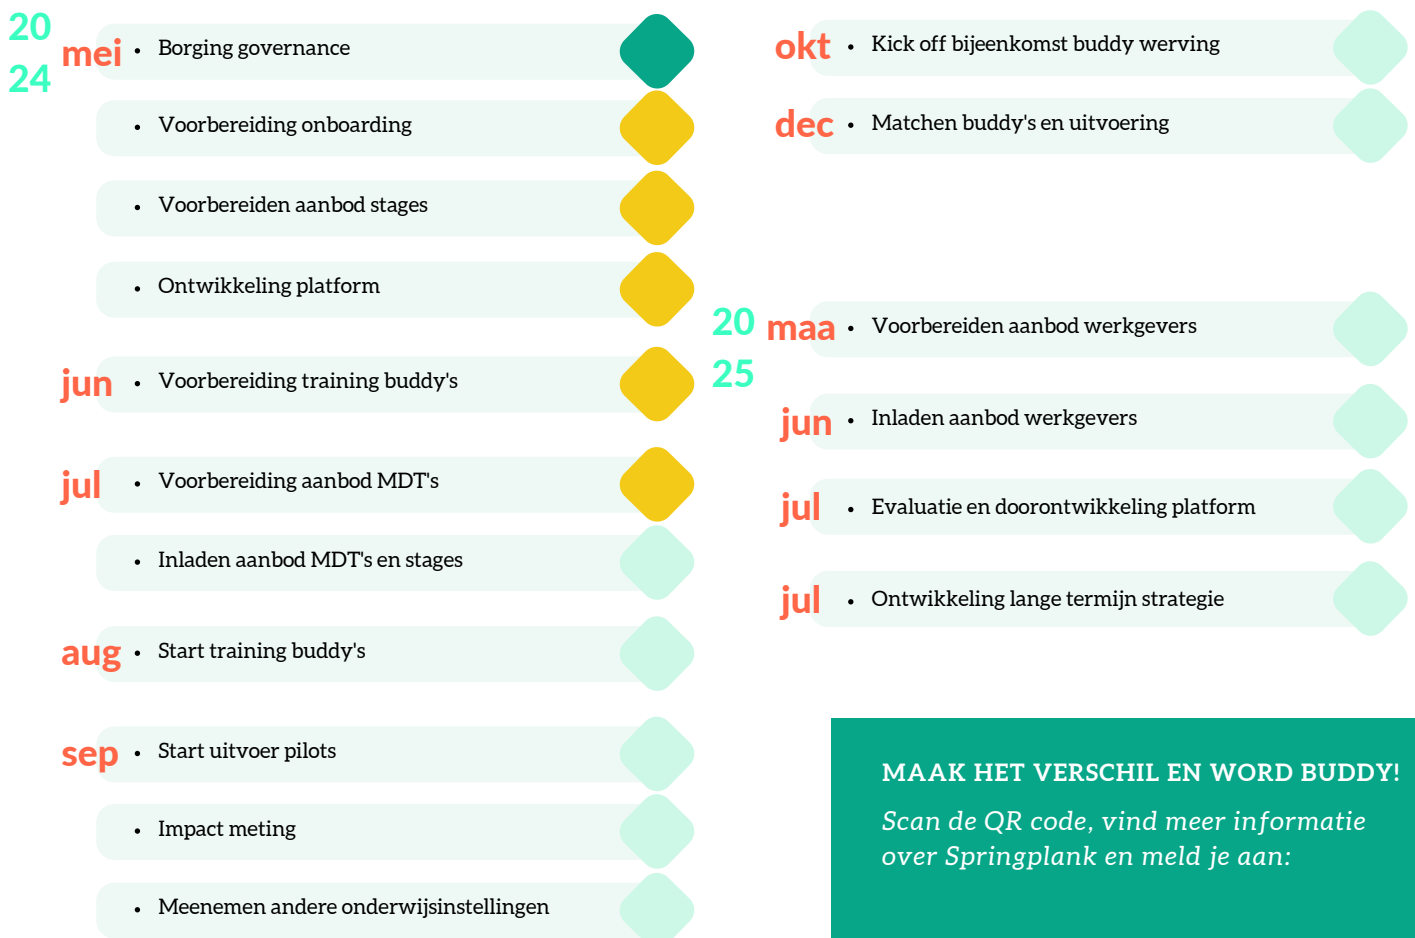 20
24
mei
• Borging governance
• Voorbereiding onboarding
• Voorbereiden aanbod stages
• Ontwikkeling platform
jun
• Voorbereiding training buddy's
jul
• Voorbereiding aanbod MDT's
• Inladen aanbod MDT's en stages
aug
• Start training buddy's
sep
• Start uitvoer pilots
• Impact meting
• Meenemen andere onderwijsinstellingen
okt
• Kick off bijeenkomst buddy werving
dec
• Matchen buddy's en uitvoering
20
25
maa
• Voorbereiden aanbod werkgevers
jun
• Inladen aanbod werkgevers
jul
• Evaluatie en doorontwikkeling platform
jul
• Ontwikkeling lange termijn strategie
MAAK HET VERSCHIL EN WORD BUDDY!
Scan de QR code, vind meer informatie
over Springplank en meld je aan: